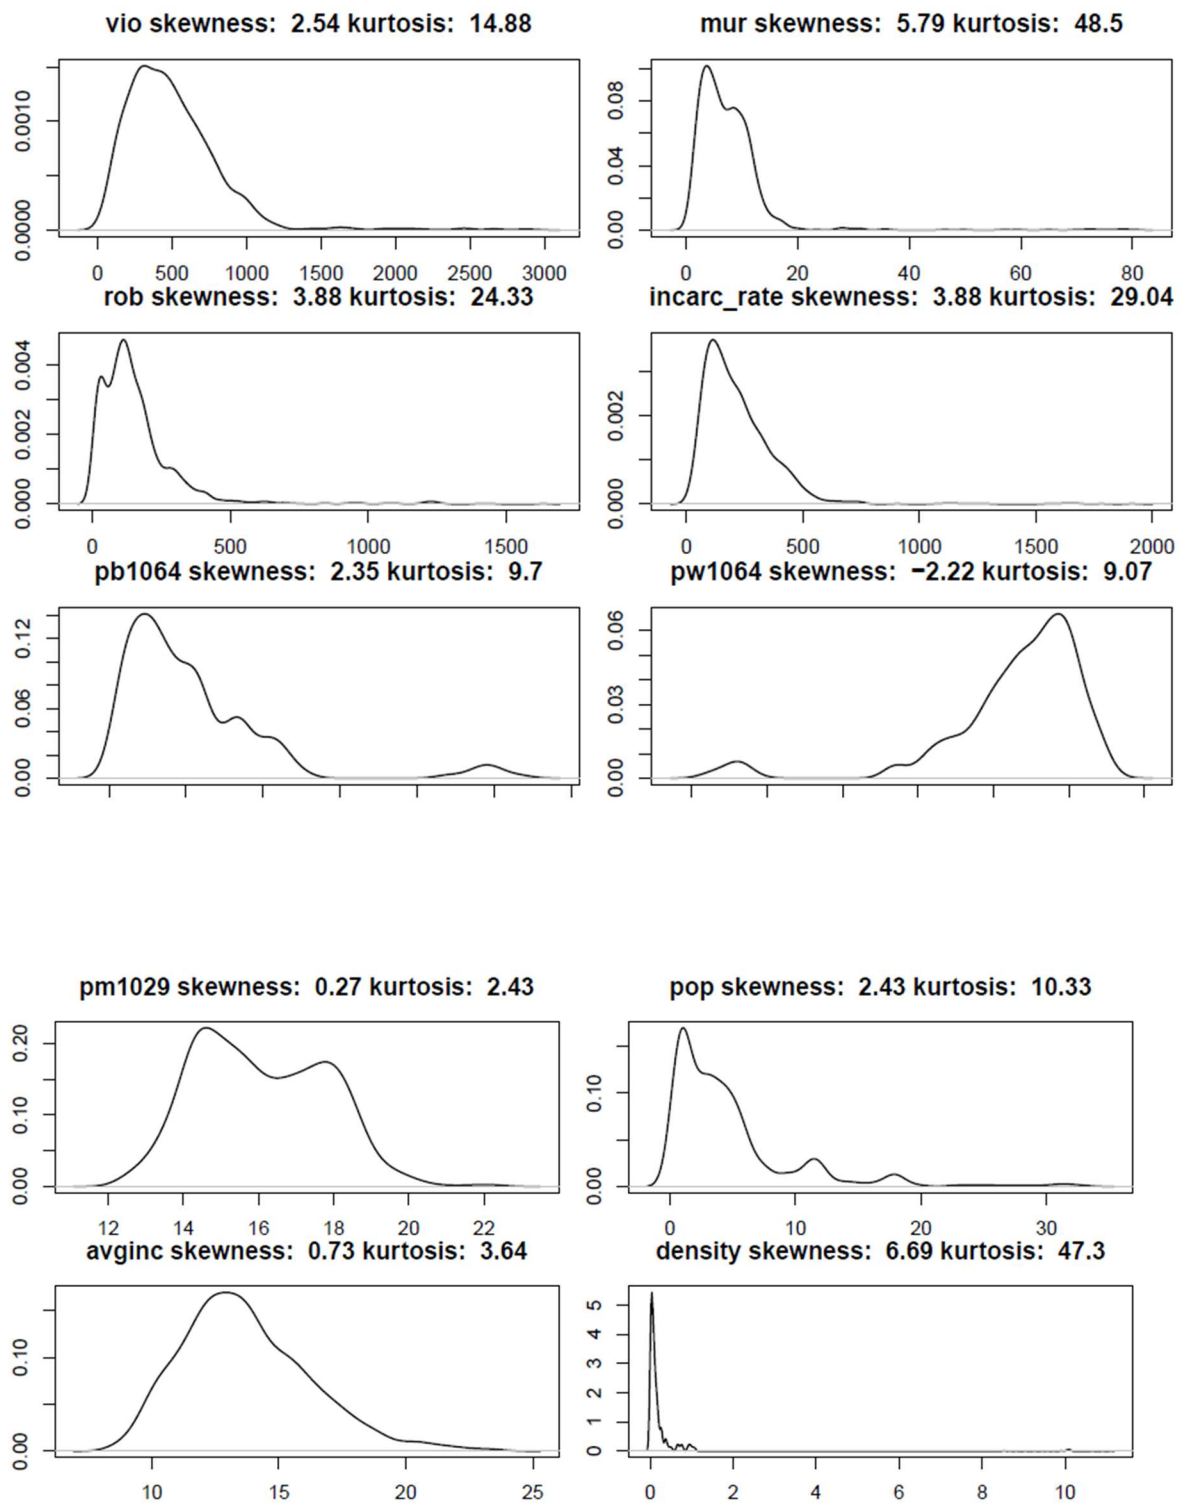 vio skewness: 2.54 kurtosis: 14.88
0.0000 0.0010
0 500 1000 1500 2000 2500 3000
mur skewness: 5.79 kurtosis: 48.5
0.00 0.04 0.08
0 20 40 60 80
rob skewness: 3.88 kurtosis: 24.33
0.000 0.002 0.004
0 500 1000 1500
incarc_rate skewness: 3.88 kurtosis: 29.04
0.000 0.002
0 500 1000 1500 2000
pb1064 skewness: 2.35 kurtosis: 9.7
0.00 0.06 0.12
pw1064 skewness: −2.22 kurtosis: 9.07
0.00 0.03 0.06
pm1029 skewness: 0.27 kurtosis: 2.43
0.00 0.10 0.20
12 14 16 18 20 22
pop skewness: 2.43 kurtosis: 10.33
0.00 0.10
0 10 20 30
avginc skewness: 0.73 kurtosis: 3.64
0.00 0.10
10 15 20 25
density skewness: 6.69 kurtosis: 47.3
0 1 2 3 4 5
0 2 4 6 8 10